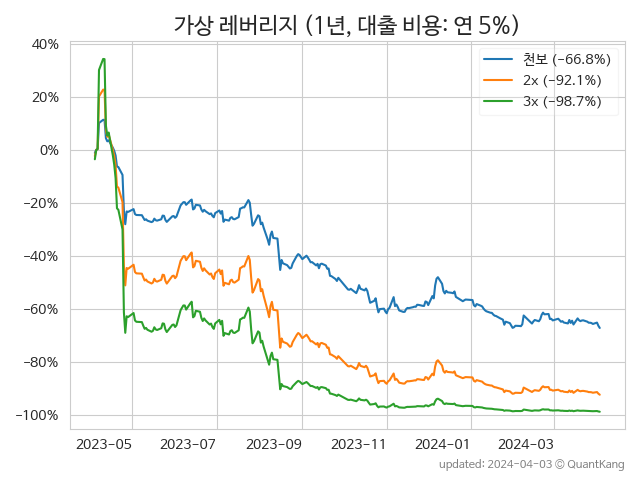 가상 레버리지 (1년, 대출 비용: 연 5%)
40%
20%
0%
−20%
−40%
−60%
−80%
−100%
천보 (−66.8%)
2x (−92.1%)
3x (−98.7%)
2023-05 2023-07 2023-09 2023-11 2024-01 2024-03
updated: 2024-04-03 © QuantKang